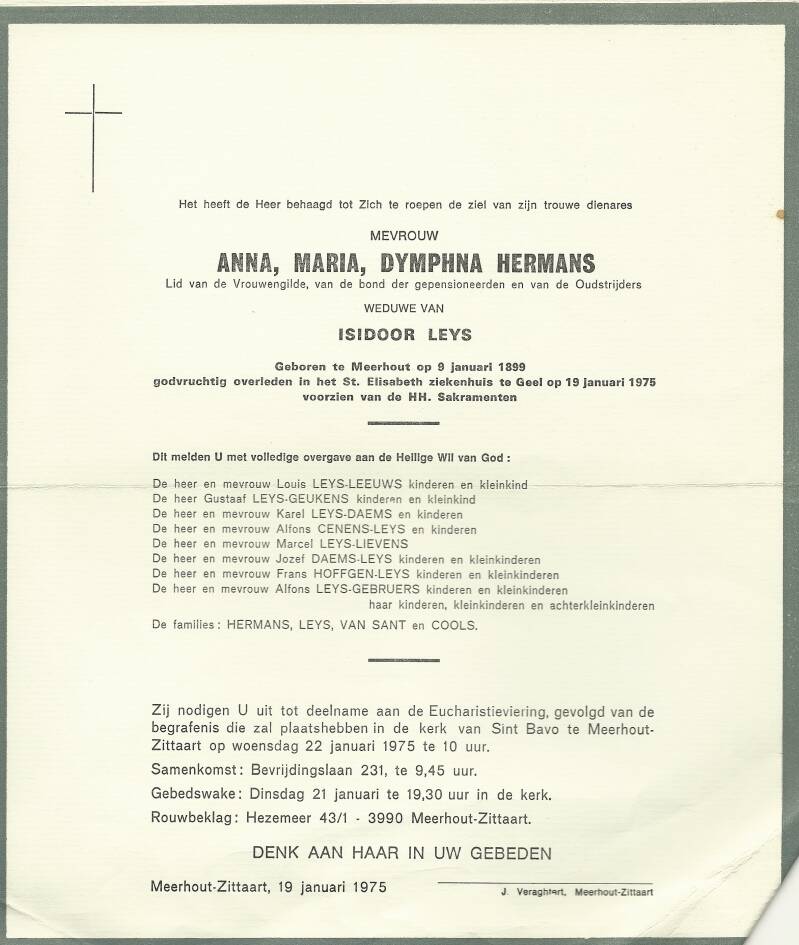 Het heeft de Heer behaagd tot Zich te roepen de ziel van zijn trouwe dienares
MEVROUW
ANNA, MARIA, DYMPHNA HERMANS
Lid van de Vrouwengilde, van de bond der gepensioneerden en van de Oudstrijders
WEDUWE VAN
ISIDOOR LEYS
Geboren te Meerhout op 9 januari 1899
godvruchtig overleden in het St. Elisabeth ziekenhuis te Geel op 19 januari 1975
voorzien van de HH. Sakramenten
Dit melden U met volledige overgave aan de Heilige Wil van God :
De heer en mevrouw Louis LEYS-LEEUWS kinderen en kleinkind
De heer Gustaaf LEYS-GEUKENS kinderen en kleinkind
De heer en mevrouw Karel LEYS-DAEMS en kinderen
De heer en mevrouw Alfons CENENS-LEYS en kinderen
De heer en mevrouw Marcel LEYS-LIEVENS
De heer en mevrouw Jozef DAEMS-LEYS kinderen en kleinkinderen
De heer en mevrouw Frans HOFFGEN-LEYS kinderen en kleinkinderen
De heer en mevrouw Alfons LEYS-GEBRUERS kinderen en kleinkinderen
haar kinderen, kleinkinderen en achterkleinkinderen
De families : HERMANS, LEYS, VAN SANT en COOLS.
Zij nodigen U uit tot deelname aan de Eucharistieviering, gevolgd van de
begrafenis die zal plaatshebben in de kerk van Sint Bavo te Meerhout-
Zittaart op woensdag 22 januari 1975 te 10 uur.
Samenkomst : Bevrijdingslaan 231, te 9,45 uur.
Gebedswake : Dinsdag 21 januari te 19,30 uur in de kerk.
Rouwbeklag : Hezemeer 43/1 - 3990 Meerhout-Zittaart.
DENK AAN HAAR IN UW GEBEDEN
Meerhout-Zittaart, 19 januari 1975
J. Veraghtert, Meerhout-Zittaart